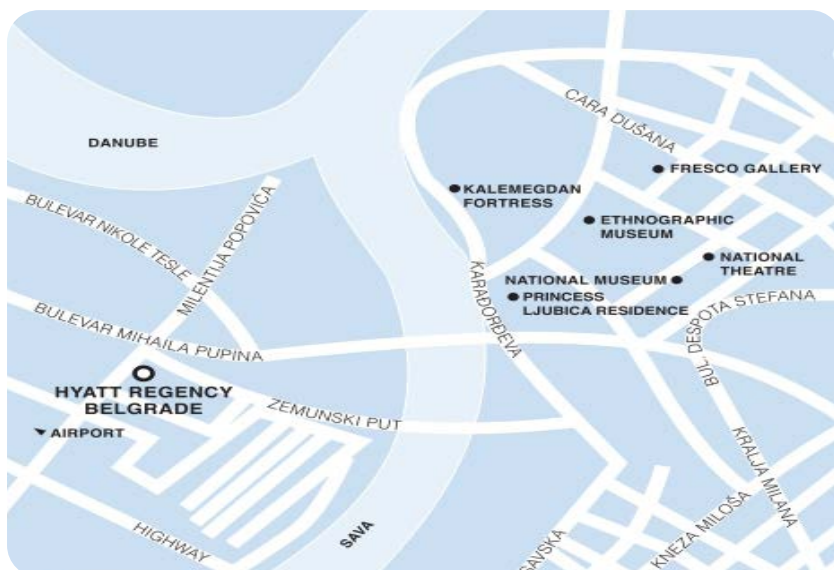 CARA DUŠANA
DANUBE
FRESCO GALLERY
KALEMEGDAN
FORTRESS
BULEVAR NIKOLE TESLE
MILENTIJA POPOVIĆA
ETHNOGRAPHIC
MUSEUM
NATIONAL
THEATRE
NATIONAL MUSEUM
PRINCESS
LJUBICA RESIDENCE
KARAĐORĐEVA
BUL. DESPOTA STEFANA
BULEVAR MIHAILA PUPINA
HYATT REGENCY
BELGRADE
ZEMUNSKI PUT
AIRPORT
KRALJA MILANA
KNEZA MILOŠA
HIGHWAY
SAVA
SAVSKA